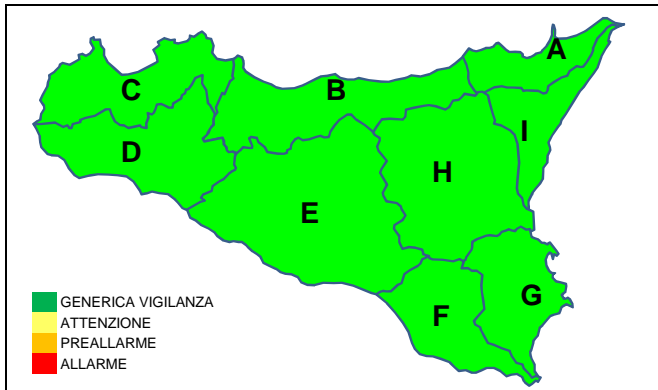 A
B
C
I
D
H
E
G
F
GENERICA VIGILANZA
ATTENZIONE
PREALLARME
ALLARME